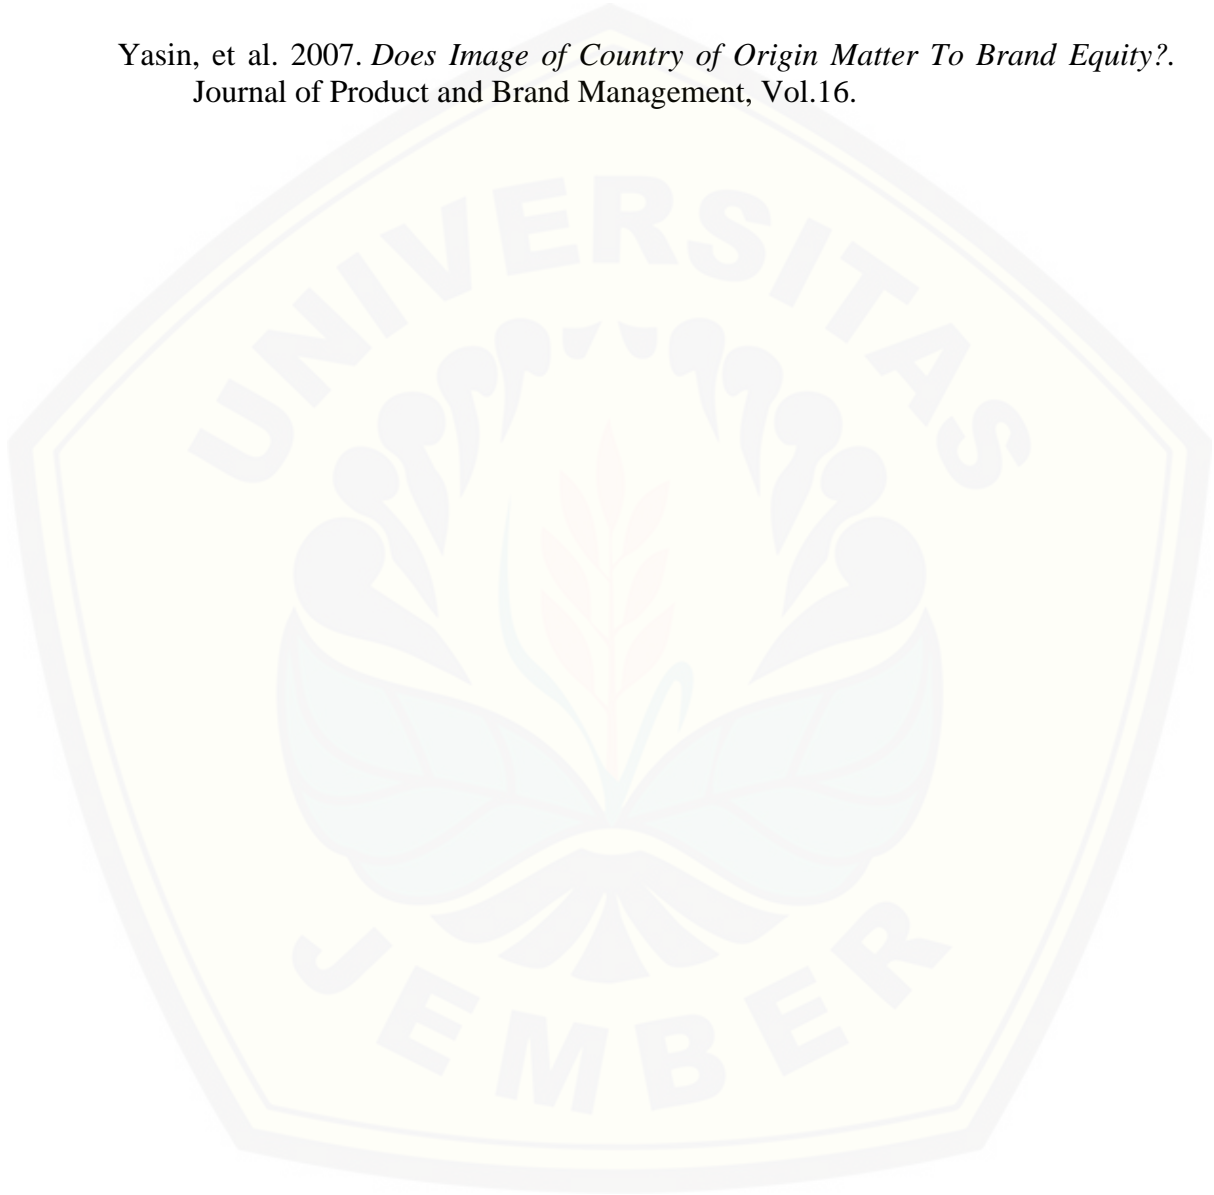 Yasin, et al. 2007. Does Image of Country of Origin Matter To Brand Equity?.
Journal of Product and Brand Management, Vol.16.
UNIVERSITAS
JEMBER